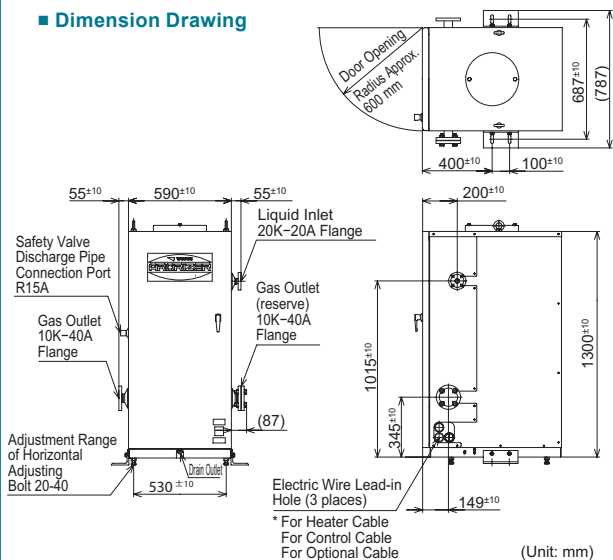 ■ Dimension Drawing
Door Opening
Radius Approx.
600 mm
687±10
(787)
400±10
100±10
55±10
590±10
55±10
200±10
Liquid Inlet
20K−20A Flange
Safety Valve
Discharge Pipe
Connection Port
R15A
Gas Outlet
(reserve)
10K−40A
Flange
Gas Outlet
10K−40A
Flange
1015±10
1300±10
345±10
(87)
Adjustment Range
of Horizontal
Adjusting
Bolt 20-40
Drain Outlet
530 ±10
Electric Wire Lead-in
Hole (3 places)
* For Heater Cable
For Control Cable
For Optional Cable
149±10
(Unit: mm)